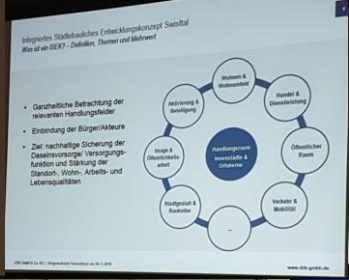 Integriertes Städtebauliches Entwicklungskonzept Swisttal
Was ist ein ISEK? – Definition, Themen und Mehrwert
Ganzheitliche Betrachtung der
relevanten Handlungsfelder
Einbindung der Bürger/Akteure
Ziel: nachhaltige Sicherung der
Daseinsvorsorge/ Versorgungs-
funktion und Stärkung der
Standort-, Wohn-, Arbeits- und
Lebensqualitäten
Wohnen &
Wohnumfeld
Handel &
Dienstleistung
Öffentlicher
Raum
Verkehr &
Mobilität
...
Stadtgestalt &
Baukultur
Image &
Öffentlichkeits-
arbeit
Aktivierung &
Beteiligung
Handlungsraum
Innenstädte &
Ortskerne
www.dsk-gmbh.de